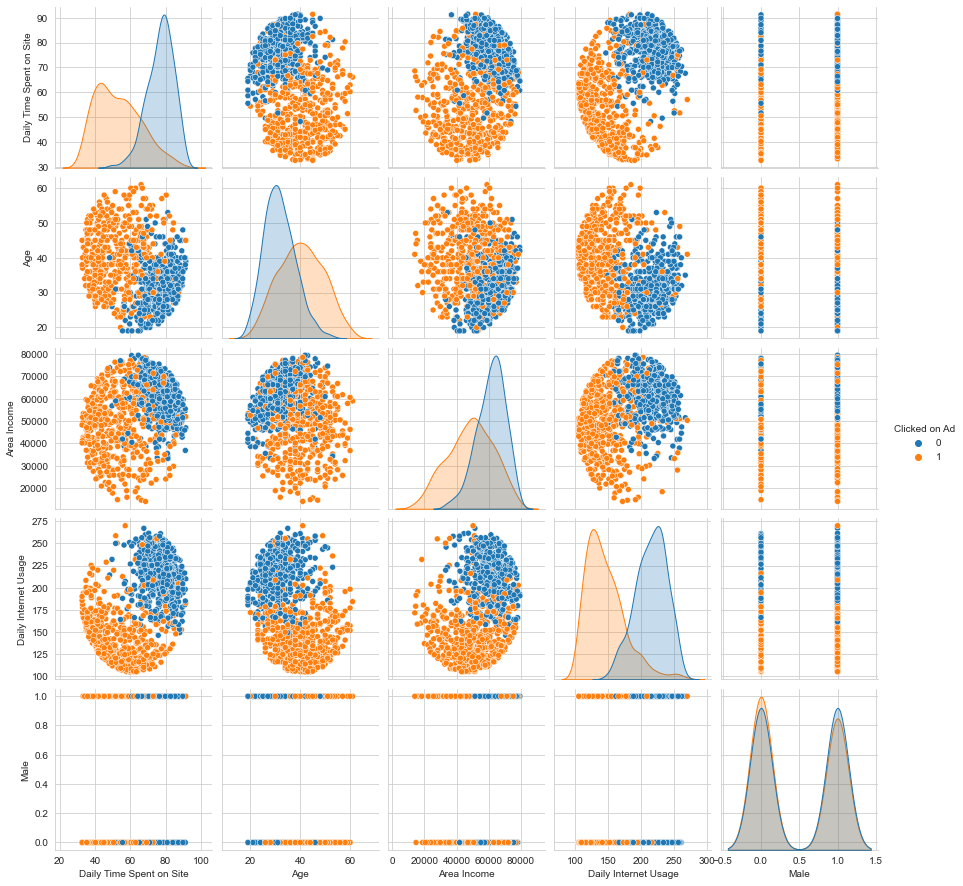 90
80
70
60
50
40
30
Daily Time Spent on Site
60
50
40
30
20
Age
80000
70000
60000
50000
40000
30000
20000
Area Income
Clicked on Ad
0
1
275
250
225
200
175
150
125
100
Daily Internet Usage
1.0
0.8
0.6
0.4
0.2
0.0
Male
20 40 60 80 100
Daily Time Spent on Site
20 40 60
Age
0 20000 40000 60000 80000
Area Income
100 150 200 250 300
Daily Internet Usage
−0.5 0.0 0.5 1.0 1.5
Male